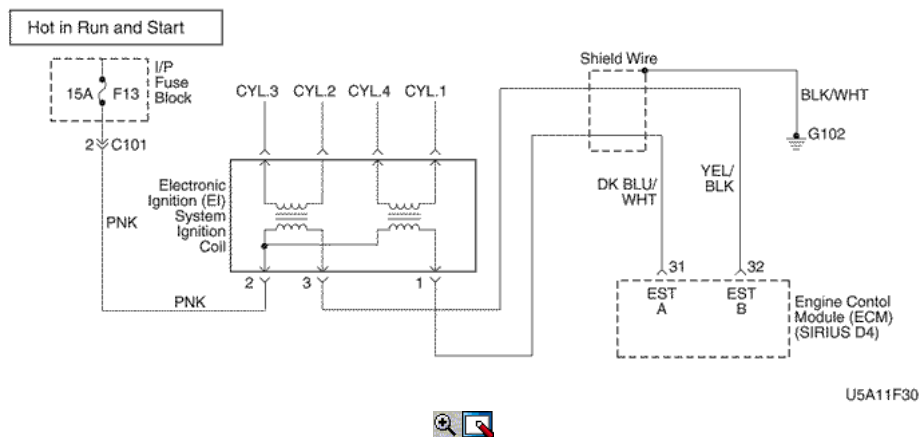 Hot in Run and Start
I/P
Fuse
Block
15A
F13
2
C101
PNK
PNK
CYL.3
CYL.2
CYL.4
CYL.1
Electronic
Ignition (EI)
System
Ignition
Coil
2
3
1
Shield Wire
BLK/WHT
G102
DK BLU/
WHT
YEL/
BLK
31
32
EST
A
EST
B
Engine Contol
Module (ECM)
(SIRIUS D4)
U5A11F30